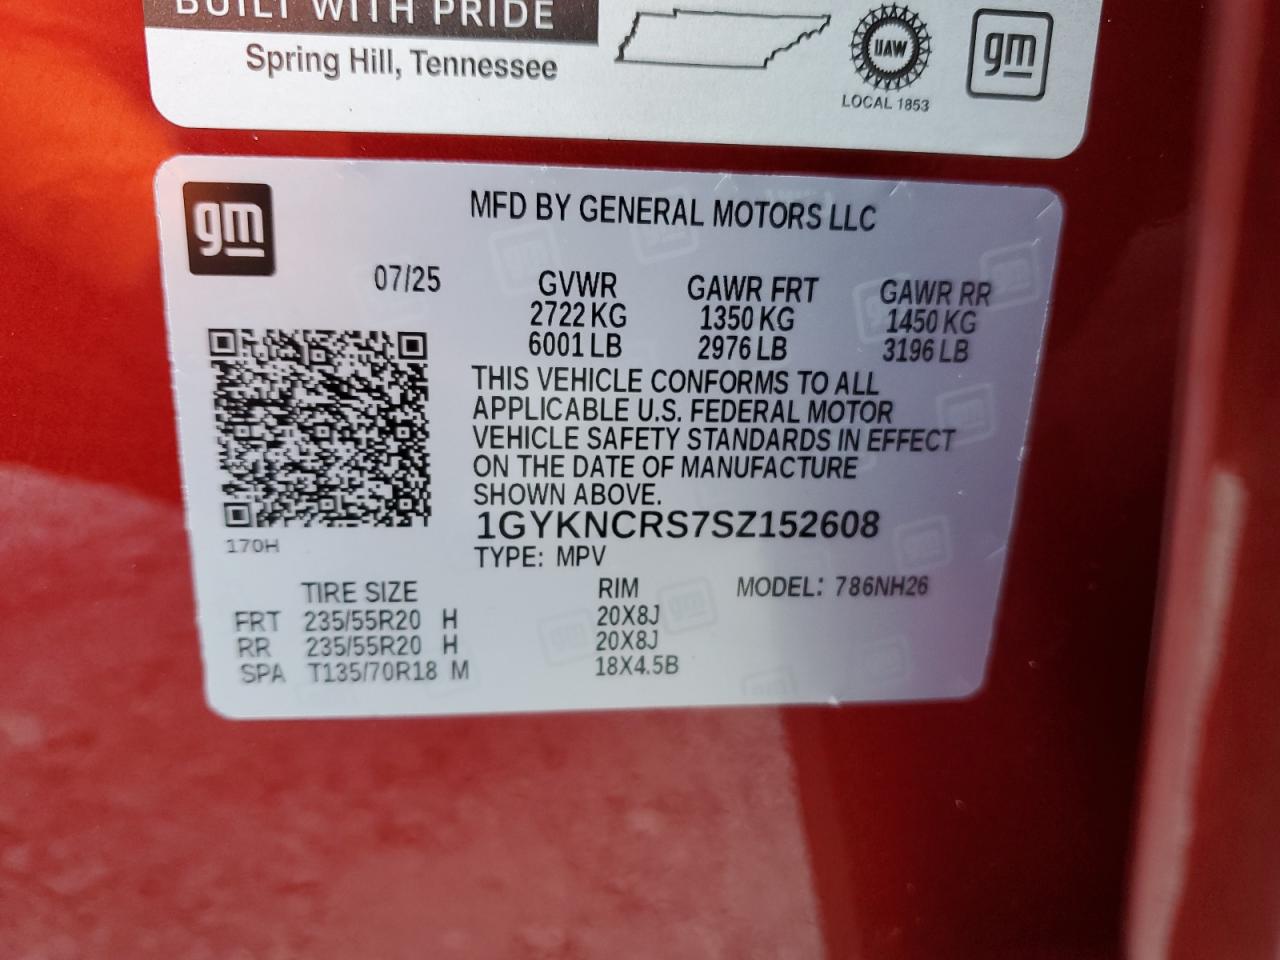 BUILT WITH PRIDE
Spring Hill, Tennessee
UAW
LOCAL 1853
gm
gm
MFD BY GENERAL MOTORS LLC
07/25
GVWR GAWR FRT GAWR RR
2722 KG 1350 KG 1450 KG
6001 LB 2976 LB 3196 LB
THIS VEHICLE CONFORMS TO ALL
APPLICABLE U.S. FEDERAL MOTOR
VEHICLE SAFETY STANDARDS IN EFFECT
ON THE DATE OF MANUFACTURE
SHOWN ABOVE.
1GYKNCRS7SZ152608
170H
TYPE: MPV
TIRE SIZE RIM MODEL: 786NH26
FRT 235/55R20 H 20X8J
RR 235/55R20 H 20X8J
SPA T135/70R18 M 18X4.5B